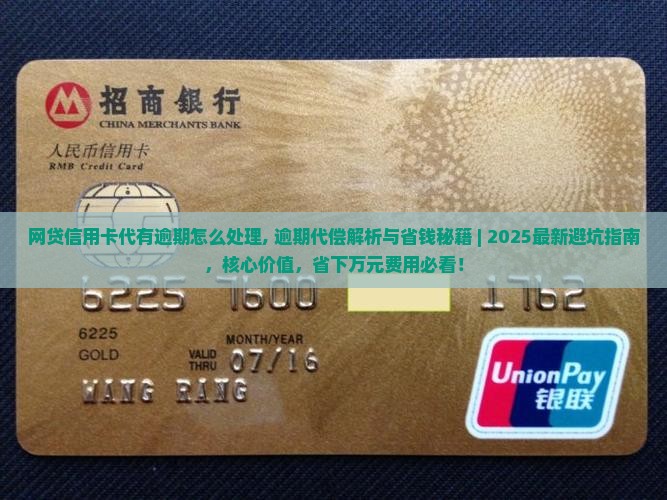 招商銀行
CHINA MERCHANTS BANK
人民币信用卡
RMB Credit Card
网贷信用卡代有逾期怎么处理, 逾期代偿解析与省钱秘籍 | 2025最新避坑指南
，核心价值，省下万元费用必看！
6225 7600 1762
6225
MONTH/YEAR
GOLD
VALID THRU 07/16
WANG RANG
UnionPay
银联